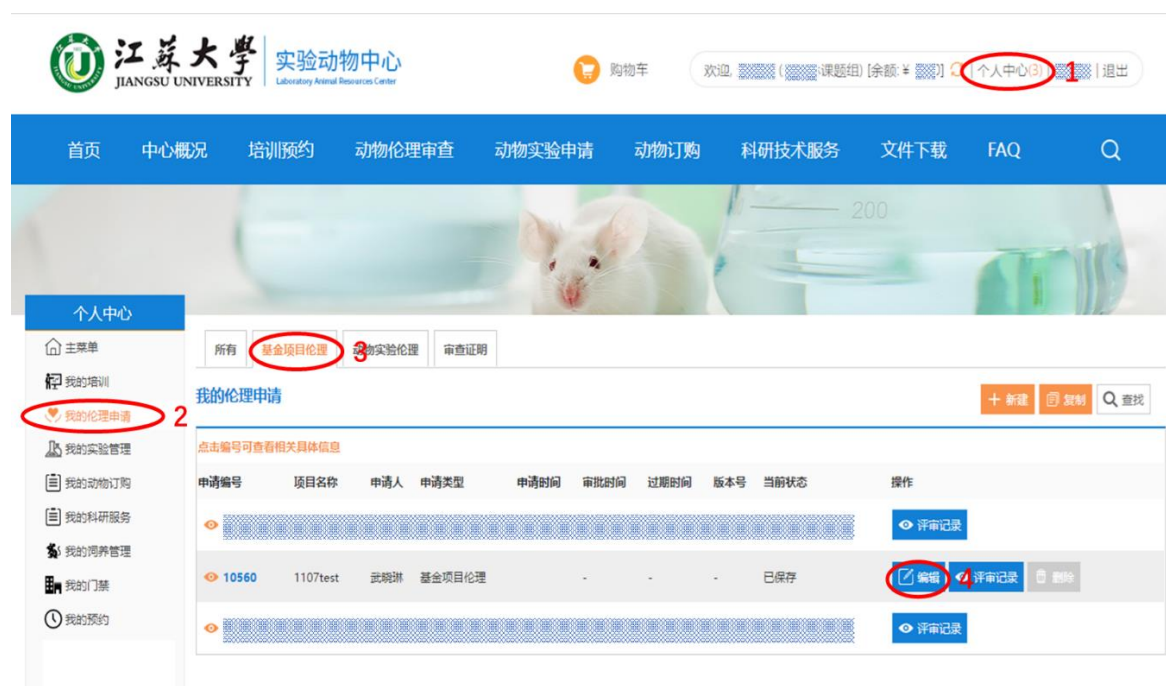 江苏大学
JIANGSU UNIVERSITY
实验动物中心
Laboratory Animal Resources Center
购物车
欢迎, ( 课题组) [余额: ¥ )] | 个人中心(3) | | 退出
1
首页 中心概况 培训预约 动物伦理审查 动物实验申请 动物订购 科研技术服务 文件下载 FAQ
200
个人中心
主菜单
我的培训
我的伦理申请 2
我的实验管理
我的动物订购
我的科研服务
我的饲养管理
我的门禁
我的预约
所有 基金项目伦理 3 动物实验伦理 审查证明
我的伦理申请
+ 新建 复制 查找
点击编号可查看相关具体信息
申请编号 项目名称 申请人 申请类型 申请时间 审批时间 过期时间 版本号 当前状态 操作
评审记录
10560 1107test 武晓琳 基金项目伦理 - - - 已保存 编辑 4 评审记录 删除
评审记录